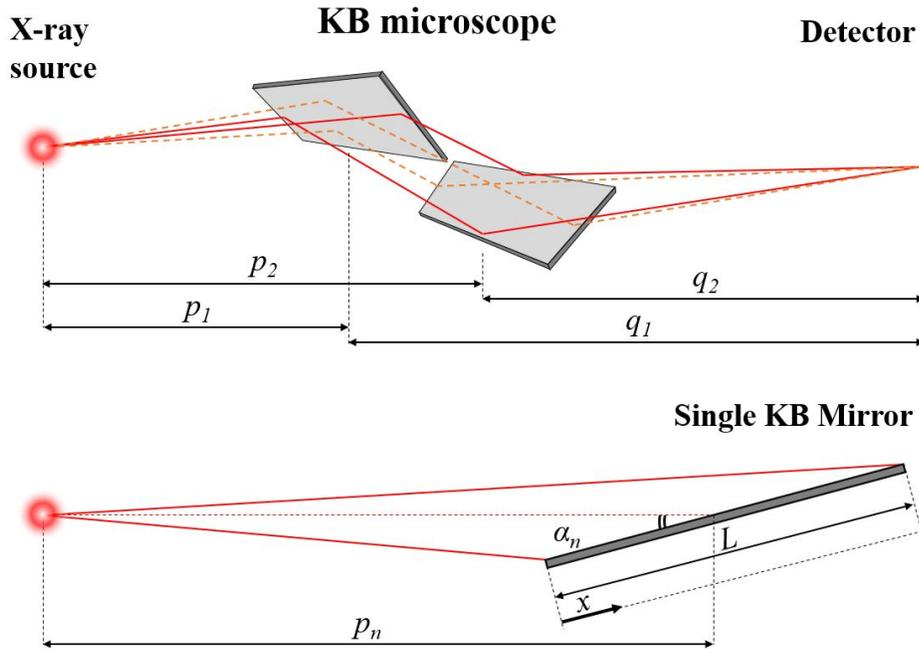 KB microscope
X-ray
source
Detector
p2
q2
p1
q1
Single KB Mirror
αn
L
x
pn